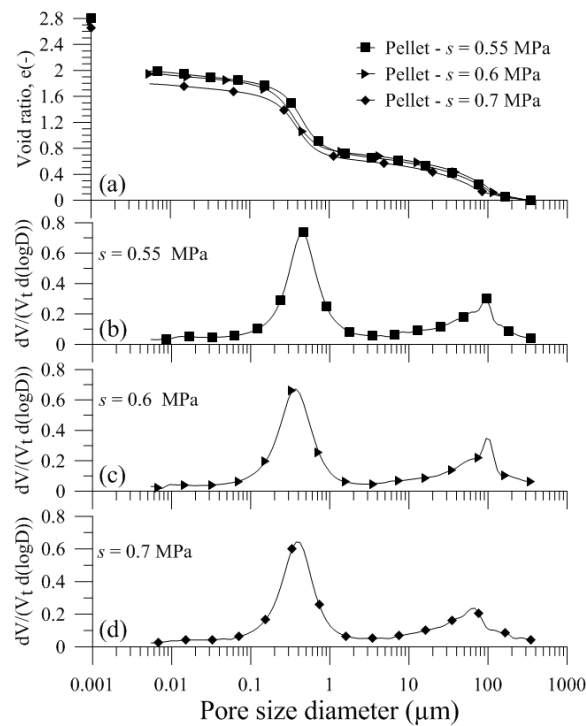 2.8
2.4
2
1.6
1.2
0.8
0.4
0
Void ratio, e(-)
Pellet - s = 0.55 MPa
Pellet - s = 0.6 MPa
Pellet - s = 0.7 MPa
(a)
0.8
0.6
0.4
0.2
0
dV/(Vt d(logD))
s = 0.55 MPa
(b)
0.8
0.6
0.4
0.2
0
dV/(Vt d(logD))
s = 0.6 MPa
(c)
0.8
0.6
0.4
0.2
0
dV/(Vt d(logD))
s = 0.7 MPa
(d)
0.001 0.01 0.1 1 10 100 1000
Pore size diameter (μm)